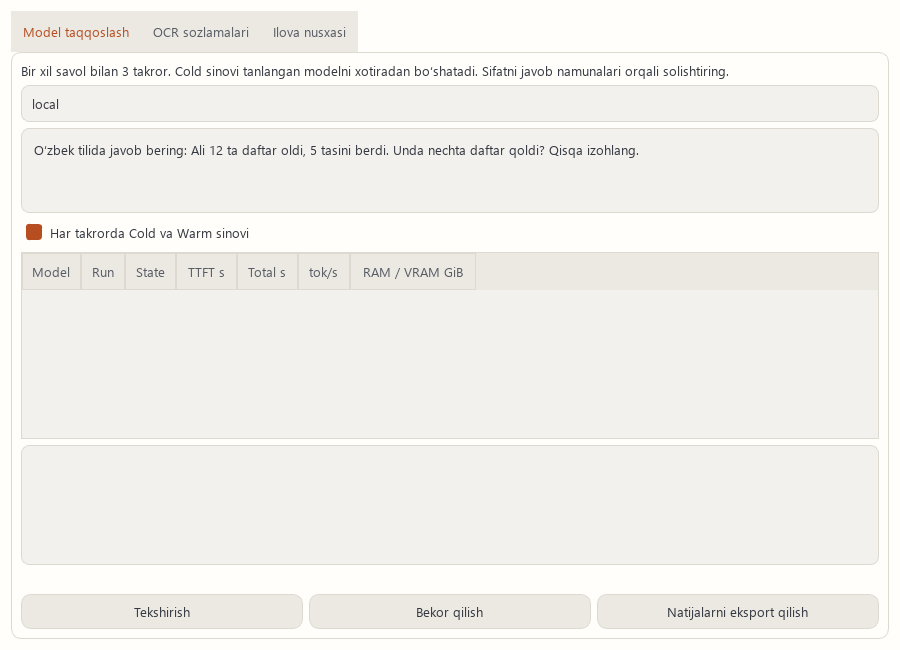 Model taqqoslash OCR sozlamalari Ilova nusxasi
Bir xil savol bilan 3 takror. Cold sinovi tanlangan modelni xotiradan bo‘shatadi. Sifatni javob namunalari orqali solishtiring.
local
O‘zbek tilida javob bering: Ali 12 ta daftar oldi, 5 tasini berdi. Unda nechta daftar qoldi? Qisqa izohlang.
Har takrorda Cold va Warm sinovi
Model Run State TTFT s Total s tok/s RAM / VRAM GiB
Tekshirish Bekor qilish Natijalarni eksport qilish